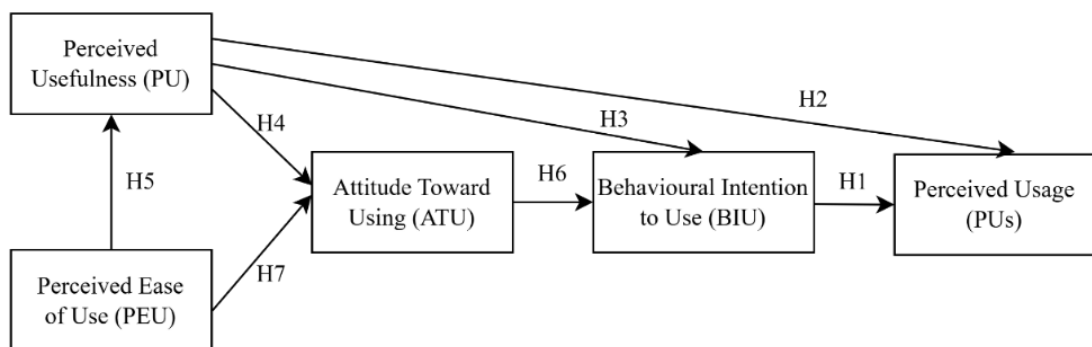 Perceived
Usefulness (PU)
H2
H4
H3
H5
Attitude Toward
Using (ATU)
H6
Behavioural Intention
to Use (BIU)
H1
Perceived Usage
(PUs)
H7
Perceived Ease
of Use (PEU)